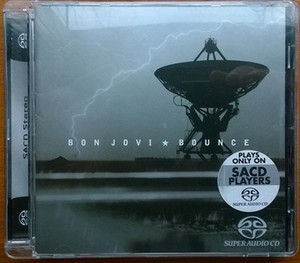 SACD Stereo
BON JOVI ★ BOUNCE
PLAYS
ONLY ON
SACD
PLAYERS
SUPER AUDIO CD
SUPER AUDIO CD